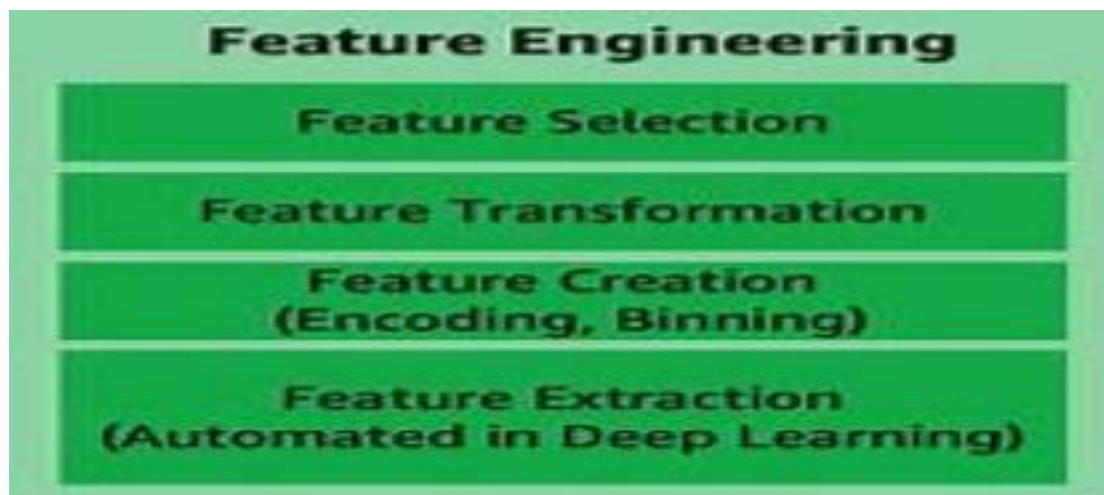 Feature Engineering
Feature Selection
Feature Transformation
Feature Creation
(Encoding, Binning)
Feature Extraction
(Automated in Deep Learning)